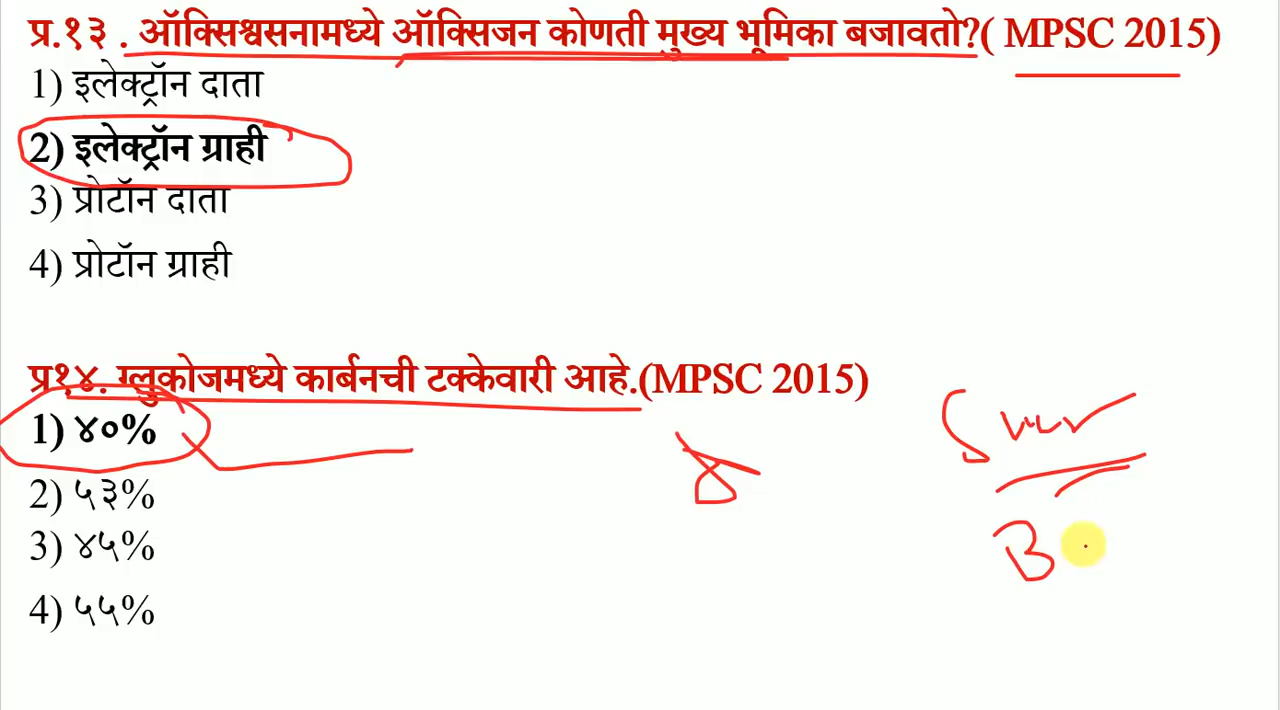 प्र.१३ . ऑक्सिश्वसनामध्ये ऑक्सिजन कोणती मुख्य भूमिका बजावतो?( MPSC 2015)
1) इलेक्ट्रॉन दाता
2) इलेक्ट्रॉन ग्राही
3) प्रोटॉन दाता
4) प्रोटॉन ग्राही
प्र१४. ग्लुकोजमध्ये कार्बनची टक्केवारी आहे.(MPSC 2015)
1) ४०%
2) ५३%
3) ४५%
4) ५५%
B